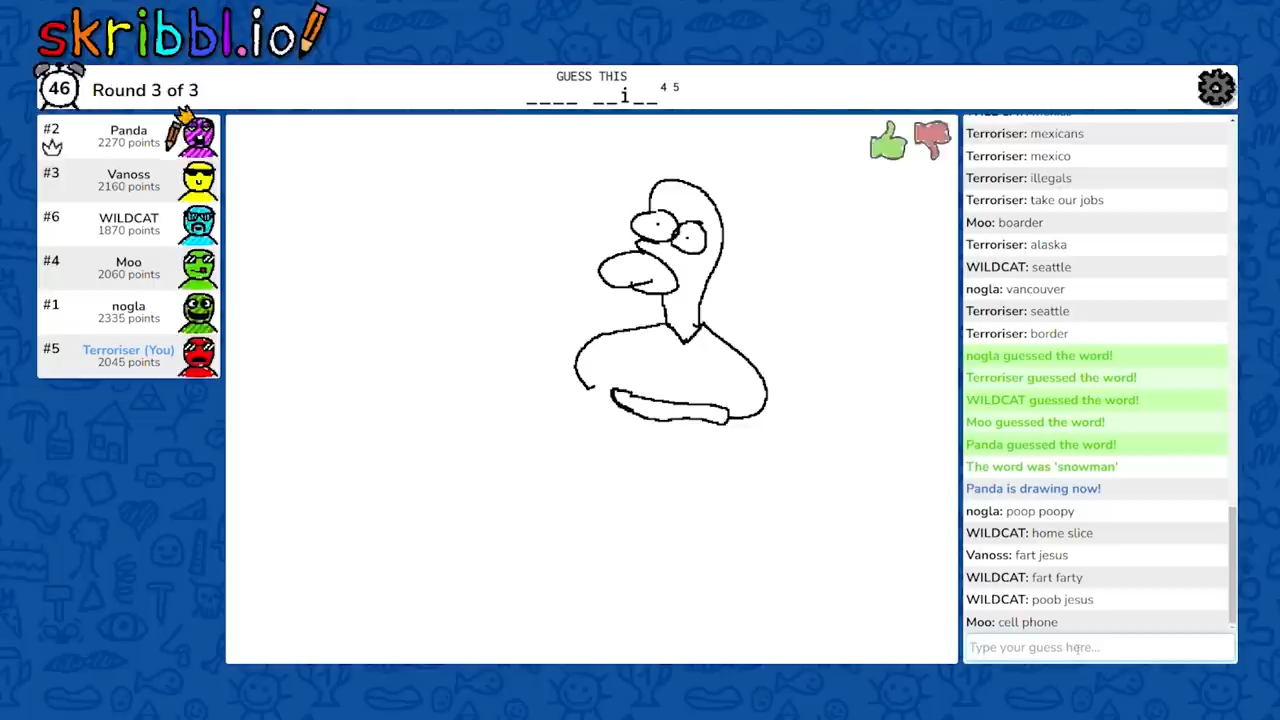 skribbl.io
46
Round 3 of 3
GUESS THIS
____ __i__ 4 5
#2 Panda
2270 points
#3 Vanoss
2160 points
#6 WILDCAT
1870 points
#4 Moo
2060 points
#1 nogla
2335 points
#5 Terroriser (You)
2045 points
Terroriser: mexicans
Terroriser: mexico
Terroriser: illegals
Terroriser: take our jobs
Moo: boarder
Terroriser: alaska
WILDCAT: seattle
nogla: vancouver
Terroriser: seattle
Terroriser: border
nogla guessed the word!
Terroriser guessed the word!
WILDCAT guessed the word!
Moo guessed the word!
Panda guessed the word!
The word was 'snowman'
Panda is drawing now!
nogla: poop poopy
WILDCAT: home slice
Vanoss: fart jesus
WILDCAT: fart farty
WILDCAT: poob jesus
Moo: cell phone
Type your guess here...